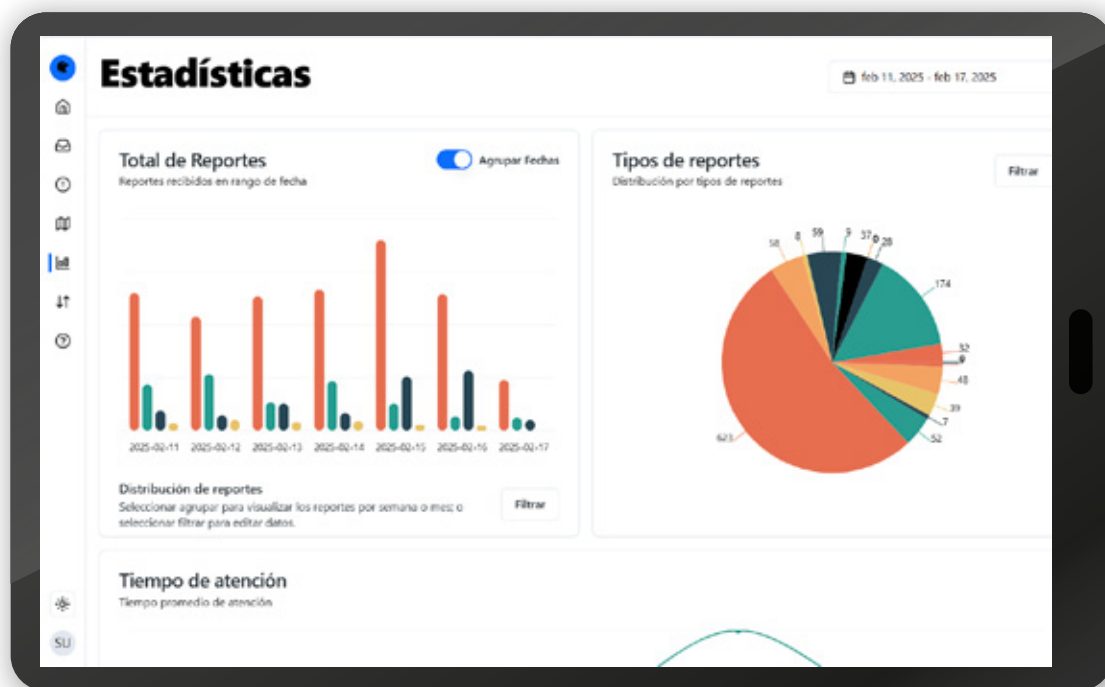 Estadísticas
feb 11, 2025 - feb 17, 2025
Total de Reportes
Reportes recibidos en rango de fecha
Agrupar Fechas
2025-02-11
2025-02-12
2025-02-13
2025-02-14
2025-02-15
2025-02-16
2025-02-17
Distribución de reportes
Seleccionar agrupar para visualizar los reportes por semana o mes; o
seleccionar filtrar para editar datos.
Filtrar
Tipos de reportes
Distribución por tipos de reportes
Filtrar
58
8
59
9
37
28
174
32
48
39
7
52
623
Tiempo de atención
Tiempo promedio de atención
SU